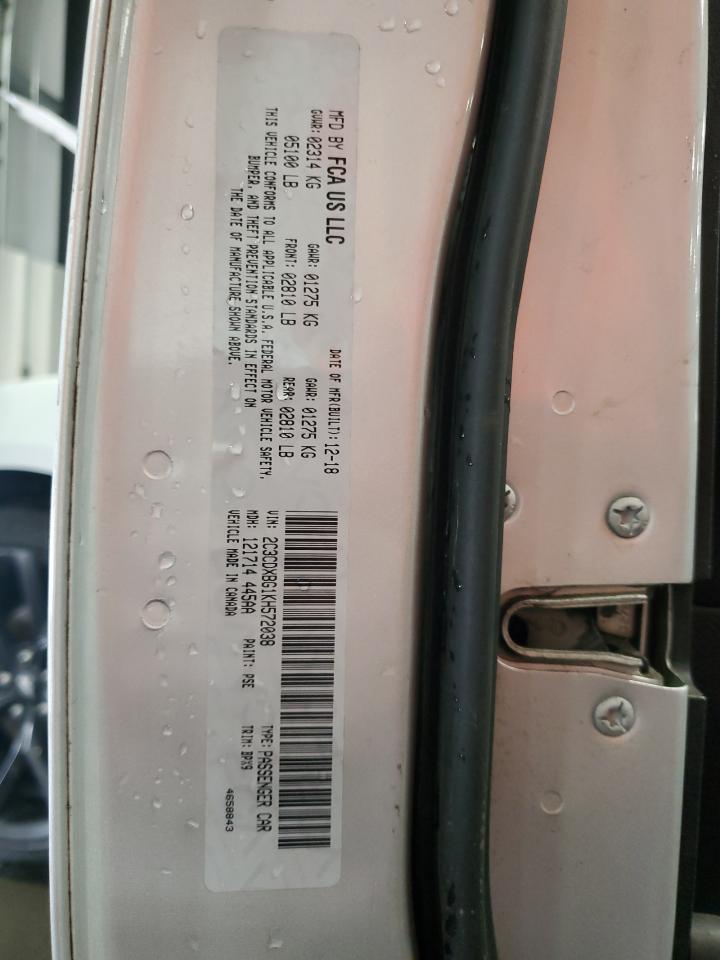 MFD BY FCA US LLC
DATE OF MFR(BUILT): 12-18
GVWR: 02314 KG
GAWR: 01275 KG
GAWR: 01275 KG
05100 LB
FRONT: 02810 LB
REAR: 02810 LB
THIS VEHICLE CONFORMS TO ALL APPLICABLE U.S.A. FEDERAL MOTOR VEHICLE SAFETY,
BUMPER, AND THEFT PREVENTION STANDARDS IN EFFECT ON
THE DATE OF MANUFACTURE SHOWN ABOVE.
VIN: 2C3CDXBG1KH572038
TYPE: PASSENGER CAR
MDH: 121714 445AA
PAINT: PSE
TRIM: BPX9
VEHICLE MADE IN CANADA
4658843